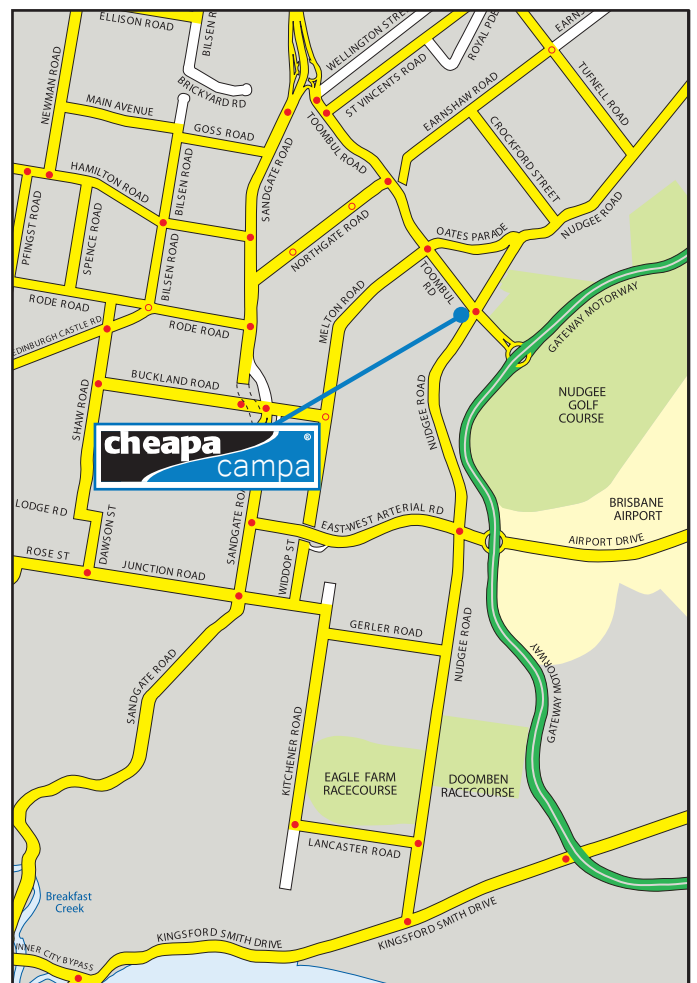 ELLISON ROAD
BILSEN R
WELLINGTON STRE
ROYAL PDE
EARNS
NEWMAN ROAD
BRICKYARD RD
ST VINCENTS ROAD
TUFNELL ROAD
MAIN AVENUE
GOSS ROAD
EARNSHAW ROAD
TOOMBUL ROAD
CROCKFORD STREET
HAMILTON ROAD
BILSEN ROAD
SANDGATE ROAD
PFINGST ROAD
SPENCE ROAD
NORTHGATE ROAD
OATES PARADE
NUDGEE ROAD
BILSEN ROAD
TOOMBUL
RD
RODE ROAD
RODE ROAD
MELTON ROAD
GATEWAY MOTORWAY
EDINBURGH CASTLE RD
BUCKLAND ROAD
SHAW ROAD
NUDGEE ROAD
NUDGEE
GOLF
COURSE
cheapa
®
campa
LODGE RD
DAWSON ST
SANDGATE ROA
EAST-WEST ARTERIAL RD
BRISBANE
AIRPORT
AIRPORT DRIVE
ROSE ST
JUNCTION ROAD
WIDDOP ST
GERLER ROAD
NUDGEE ROAD
SANDGATE ROAD
GATEWAY MOTORWAY
KITCHENER ROAD
EAGLE FARM
RACECOURSE
DOOMBEN
RACECOURSE
LANCASTER ROAD
Breakfast
Creek
KINGSFORD SMITH DRIVE
KINGSFORD SMITH DRIVE
INNER CITY BYPASS